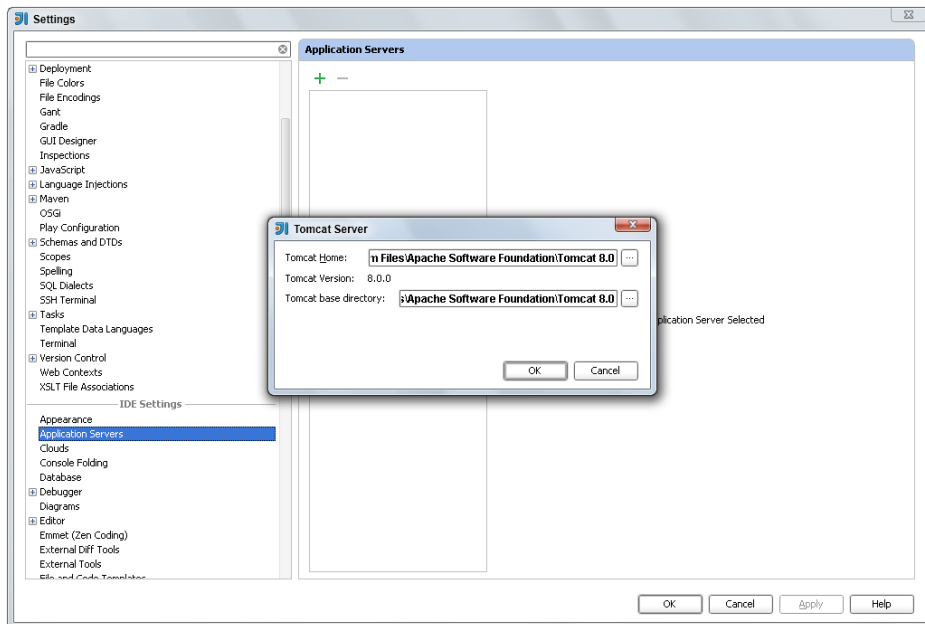 Settings
Application Servers
Deployment
File Colors
File Encodings
Gant
Gradle
GUI Designer
Inspections
JavaScript
Language Injections
Maven
OSGi
Play Configuration
Schemas and DTDs
Scopes
Spelling
SQL Dialects
SSH Terminal
Tasks
Template Data Languages
Terminal
Version Control
Web Contexts
XSLT File Associations
IDE Settings
Appearance
Application Servers
Clouds
Console Folding
Database
Debugger
Diagrams
Editor
Emmet (Zen Coding)
External Diff Tools
External Tools
File and Code Templates
Tomcat Server
Tomcat Home: m Files\Apache Software Foundation\Tomcat 8.0 ...
Tomcat Version: 8.0.0
Tomcat base directory: s\Apache Software Foundation\Tomcat 8.0 ...
OK Cancel
plication Server Selected
OK Cancel Apply Help